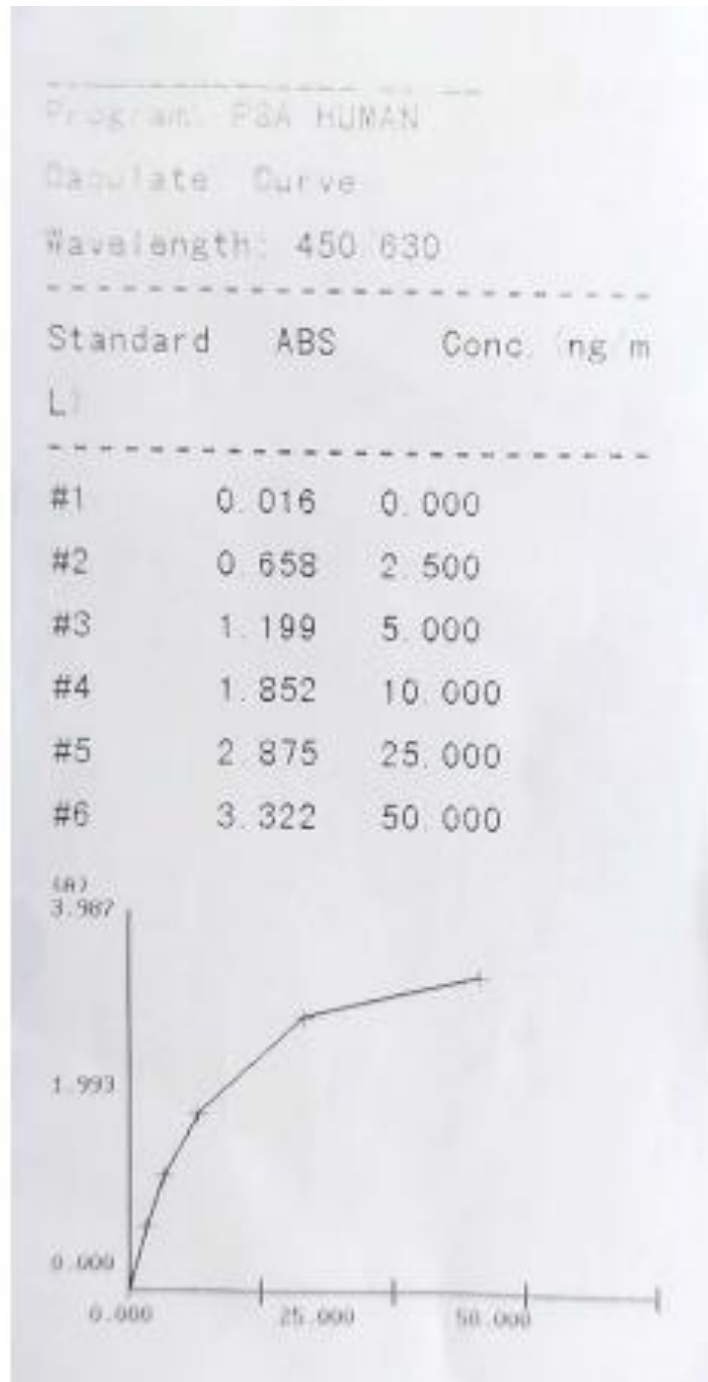 Program: PSA HUMAN
Curve
Wavelength: 450/630
Standard ABS Conc. (ng/m
L)
#1 0.016 0.000
#2 0.658 2.500
#3 1.199 5.000
#4 1.852 10.000
#5 2.875 25.000
#6 3.322 50.000
(A)
3.987
1.993
0.000
0.000 25.000 50.000